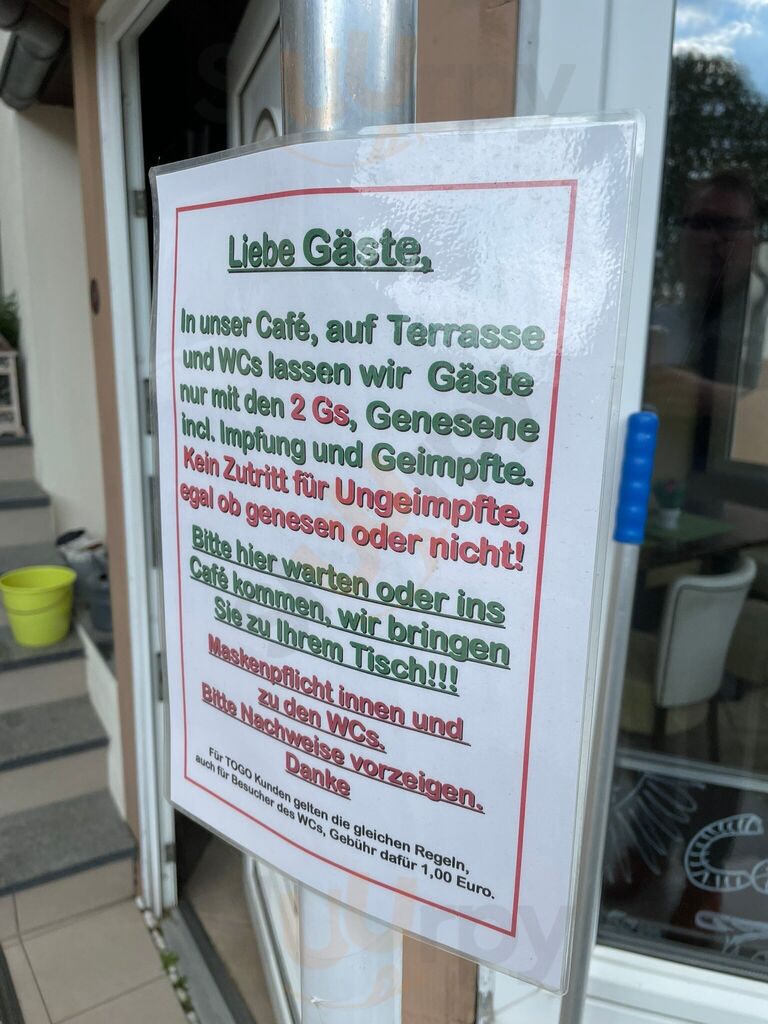 Liebe Gäste,
In unser Café, auf Terrasse
und WCs lassen wir Gäste
nur mit den 2 Gs, Genesene
incl. Impfung und Geimpfte.
Kein Zutritt für Ungeimpfte,
egal ob genesen oder nicht!
Bitte hier warten oder ins
Café kommen, wir bringen
Sie zu Ihrem Tisch!!!
Maskenpflicht innen und
zu den WCs.
Bitte Nachweise vorzeigen.
Danke
Für TOGO Kunden gelten die gleichen Regeln,
auch für Besucher des WCs, Gebühr dafür 1,00 Euro.